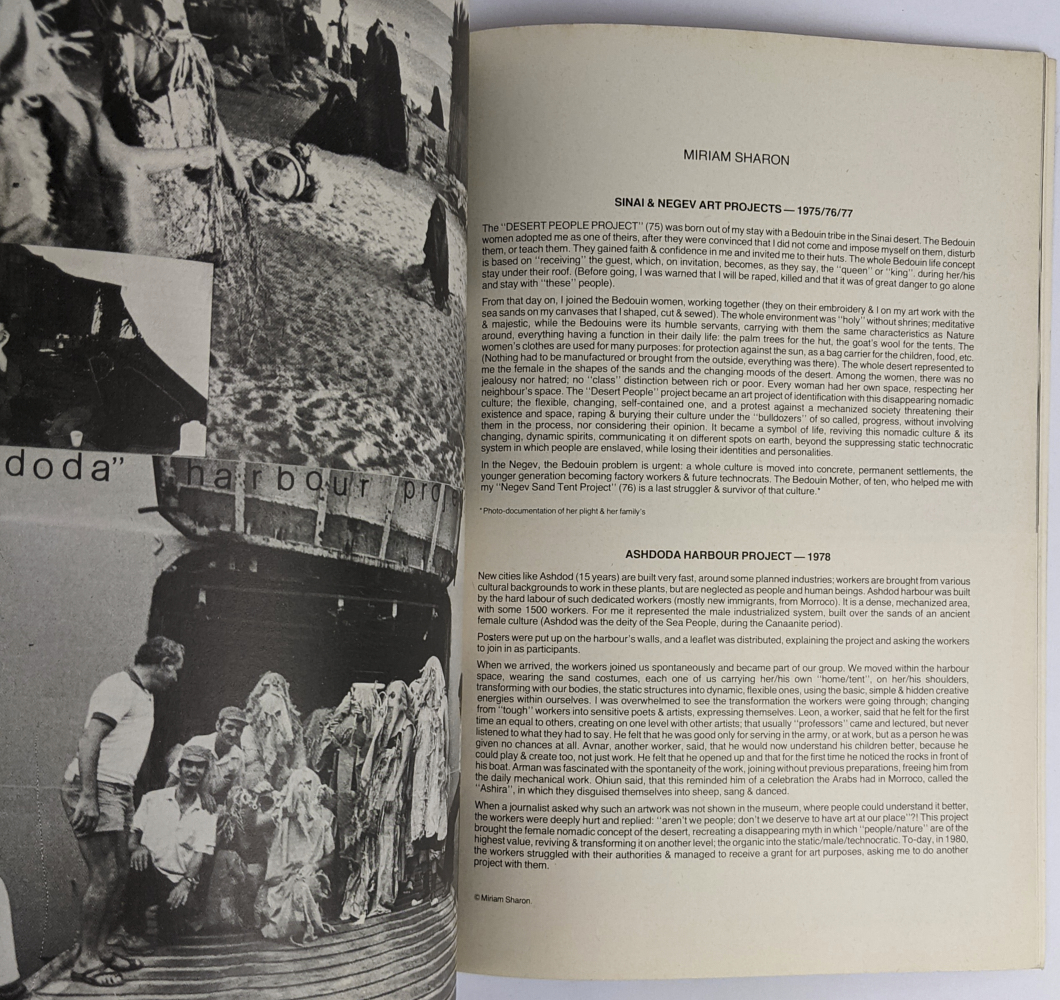 doda” harbour pro
MIRIAM SHARON
SINAI & NEGEV ART PROJECTS — 1975/76/77
The “DESERT PEOPLE PROJECT” (75) was born out of my stay with a Bedouin tribe in the Sinai desert. The Bedouin
women adopted me as one of theirs, after they were convinced that I did not come and impose myself on them, disturb
them, or teach them. They gained faith & confidence in me and invited me to their huts. The whole Bedouin life concept
is based on “receiving” the guest, which, on invitation, becomes, as they say, the “queen” or “king”. during her/his
stay under their roof. (Before going, I was warned that I will be raped, killed and that it was of great danger to go alone
and stay with “these” people).
From that day on, I joined the Bedouin women, working together (they on their embroidery & I on my art work with the
sea sands on my canvases that I shaped, cut & sewed). The whole environment was “holy” without shrines; meditative
& majestic, while the Bedouins were its humble servants, carrying with them the same characteristics as Nature
around, everything having a function in their daily life: the palm trees for the hut, the goat's wool for the tents. The
women's clothes are used for many purposes: for protection against the sun, as a bag carrier for the children, food, etc.
(Nothing had to be manufactured or brought from the outside, everything was there). The whole desert represented to
me the female in the shapes of the sands and the changing moods of the desert. Among the women, there was no
jealousy nor hatred; no “class” distinction between rich or poor. Every woman had her own space, respecting her
neighbour's space. The “Desert People” project became an art project of identification with this disappearing nomadic
culture; the flexible, changing, self-contained one, and a protest against a mechanized society threatening their
existence and space, raping & burying their culture under the “bulldozers” of so called, progress, without involving
them in the process, nor considering their opinion. It became a symbol of life, reviving this nomadic culture & its
changing, dynamic spirits, communicating it on different spots on earth, beyond the suppressing static technocratic
system in which people are enslaved, while losing their identities and personalities.
In the Negev, the Bedouin problem is urgent: a whole culture is moved into concrete, permanent settlements, the
younger generation becoming factory workers & future technocrats. The Bedouin Mother, of ten, who helped me with
my “Negev Sand Tent Project” (76) is a last struggler & survivor of that culture.*
*Photo-documentation of her plight & her family's
ASHDODA HARBOUR PROJECT — 1978
New cities like Ashdod (15 years) are built very fast, around some planned industries; workers are brought from various
cultural backgrounds to work in these plants, but are neglected as people and human beings. Ashdod harbour was built
by the hard labour of such dedicated workers (mostly new immigrants, from Morroco). It is a dense, mechanized area,
with some 1500 workers. For me it represented the male industrialized system, built over the sands of an ancient
female culture (Ashdod was the deity of the Sea People, during the Canaanite period).
Posters were put up on the harbour's walls, and a leaflet was distributed, explaining the project and asking the workers
to join in as participants.
When we arrived, the workers joined us spontaneously and became part of our group. We moved within the harbour
space, wearing the sand costumes, each one of us carrying her/his own “home/tent”, on her/his shoulders,
transforming with our bodies, the static structures into dynamic, flexible ones, using the basic, simple & hidden creative
energies within ourselves. I was overwhelmed to see the transformation the workers were going through; changing
from “tough” workers into sensitive poets & artists, expressing themselves. Leon, a worker, said that he felt for the first
time an equal to others, creating on one level with other artists; that usually “professors” came and lectured, but never
listened to what they had to say. He felt that he was good only for serving in the army, or at work, but as a person he was
given no chances at all. Avnar, another worker, said, that he would now understand his children better, because he
could play & create too, not just work. He felt that he opened up and that for the first time he noticed the rocks in front of
his boat. Arman was fascinated with the spontaneity of the work, joining without previous preparations, freeing him from
the daily mechanical work. Ohiun said, that this reminded him of a celebration the Arabs had in Morroco, called the
“Ashira”, in which they disguised themselves into sheep, sang & danced.
When a journalist asked why such an artwork was not shown in the museum, where people could understand it better,
the workers were deeply hurt and replied: “aren't we people; don't we deserve to have art at our place”?! This project
brought the female nomadic concept of the desert, recreating a disappearing myth in which “people/nature” are of the
highest value, reviving & transforming it on another level; the organic into the static/male/technocratic. To-day, in 1980,
the workers struggled with their authorities & managed to receive a grant for art purposes, asking me to do another
project with them.
©Miriam Sharon.